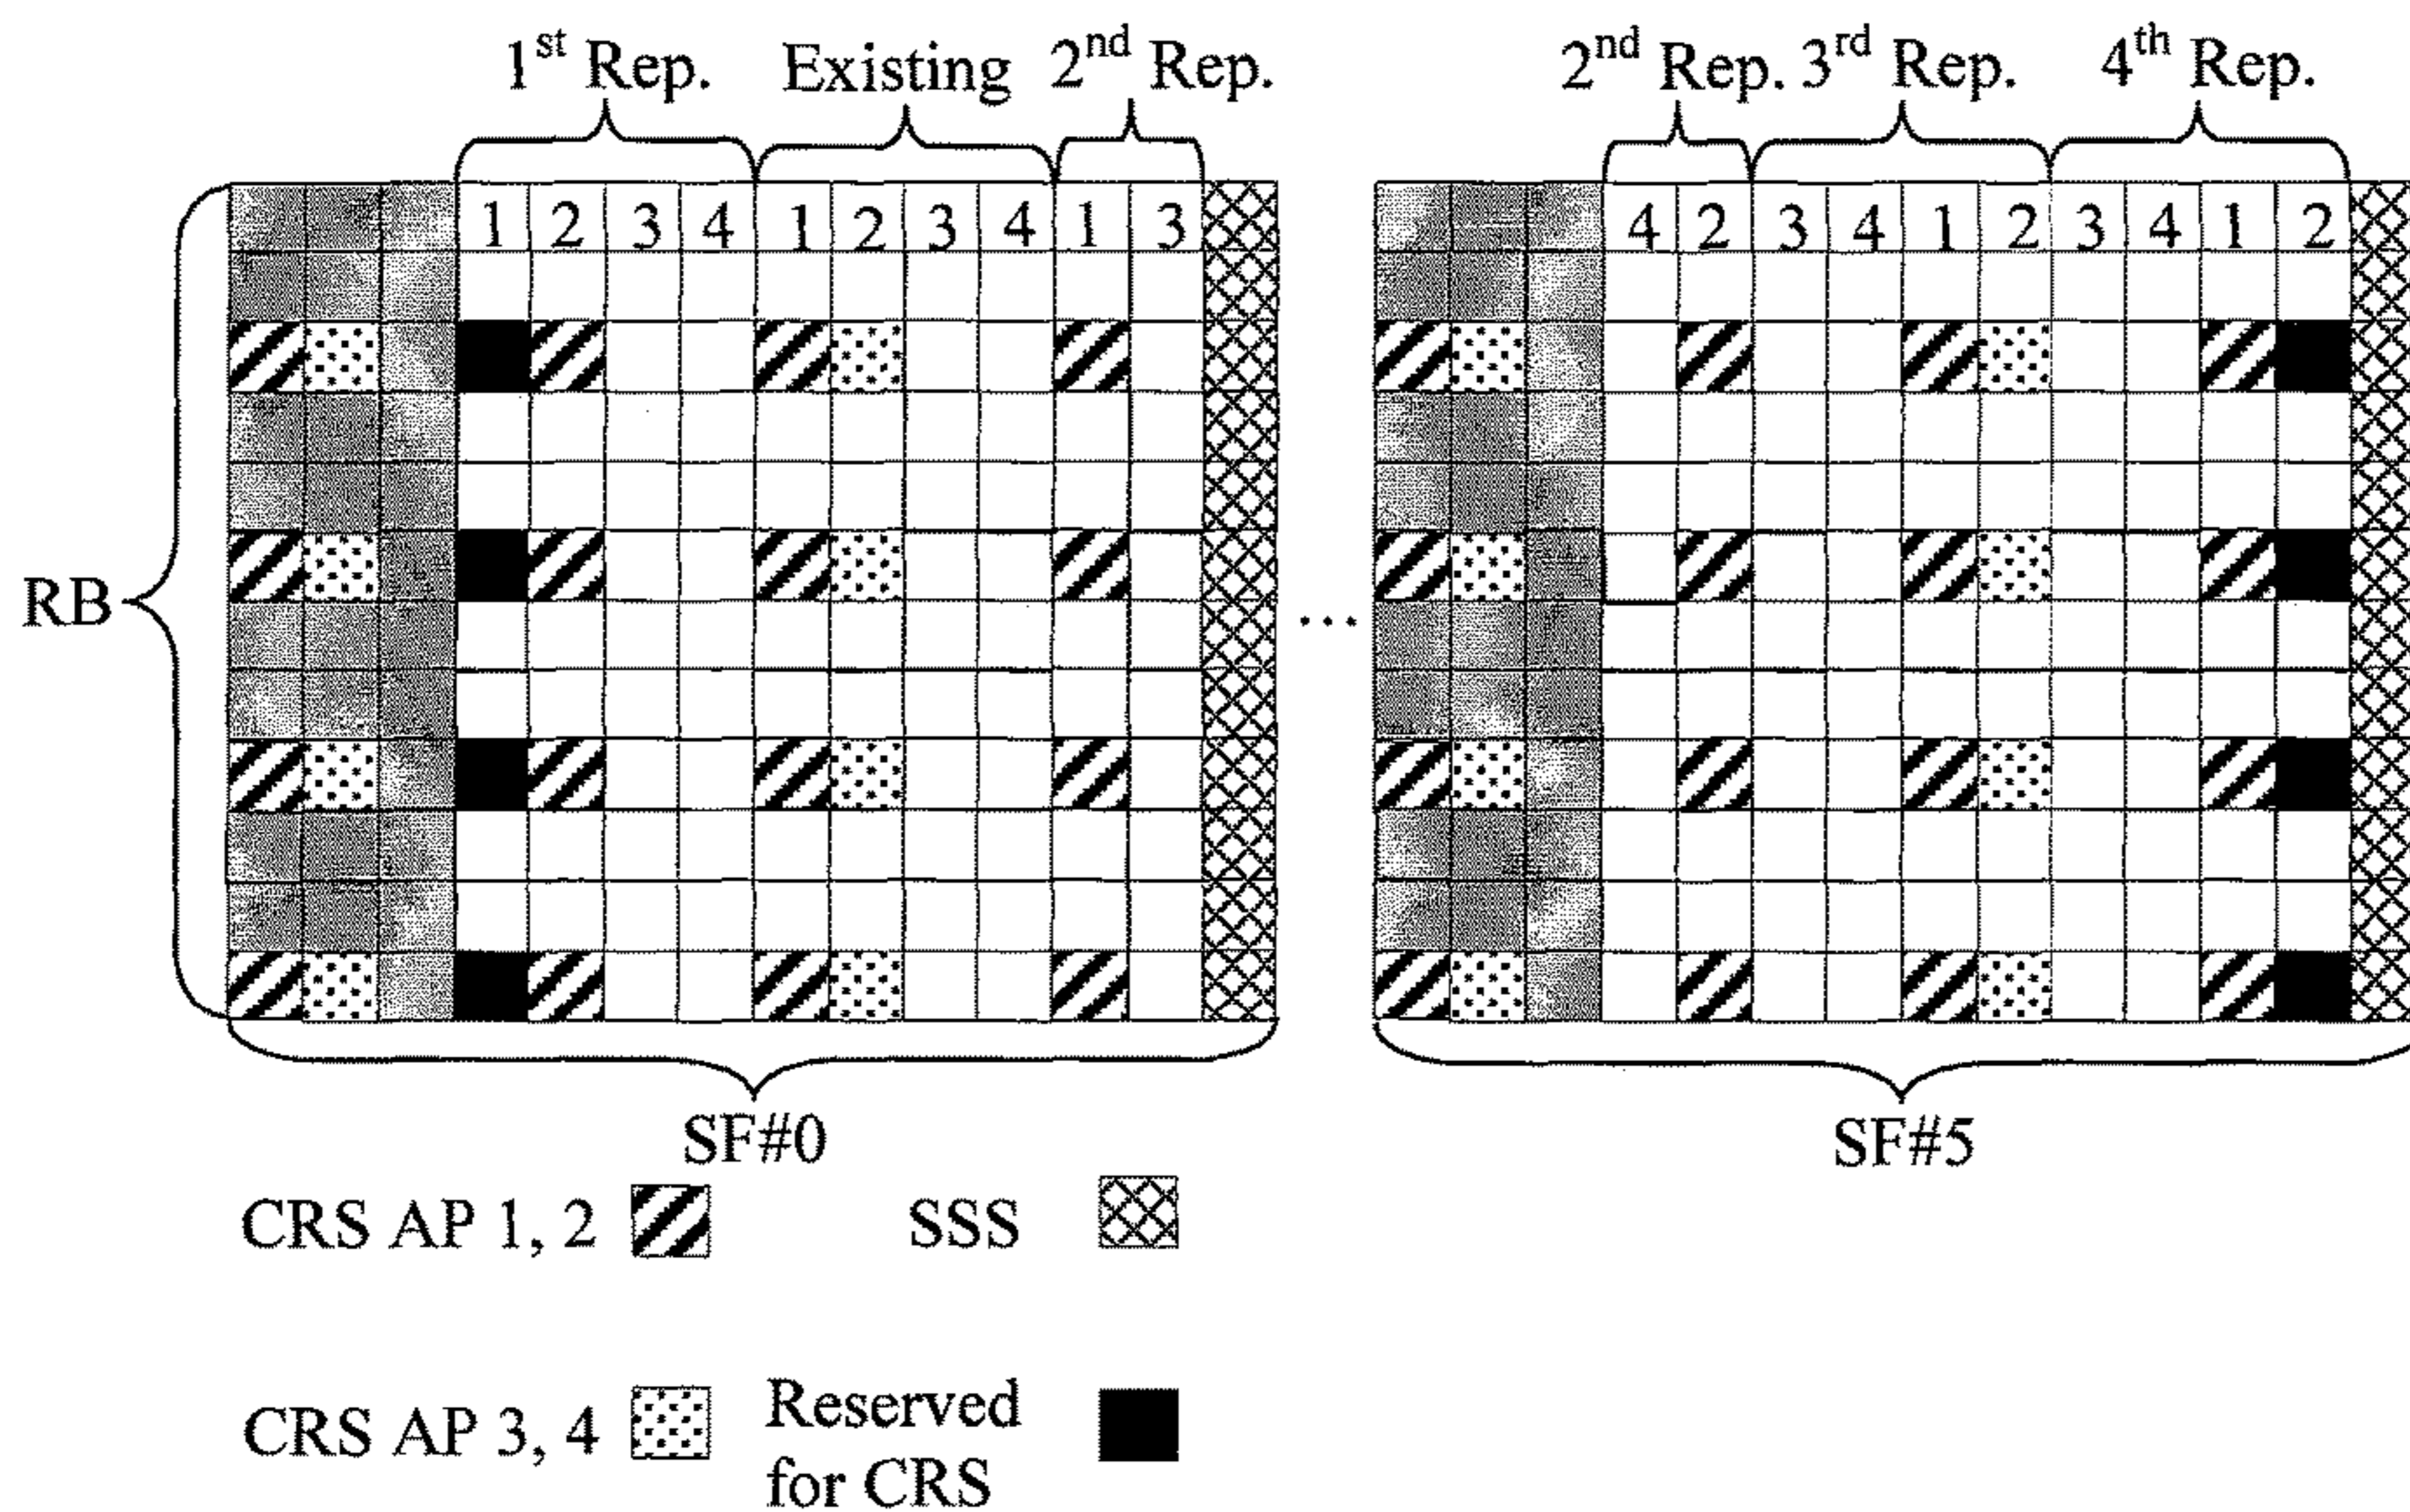 1st Rep. Existing 2nd Rep. 2nd Rep. 3rd Rep. 4th Rep.
1 2 3 4 1 2 3 4 1 3 4 2 3 4 1 2 3 4 1 2
RB
...
SF#0 SF#5
CRS AP 1, 2 SSS
CRS AP 3, 4 Reserved
for CRS